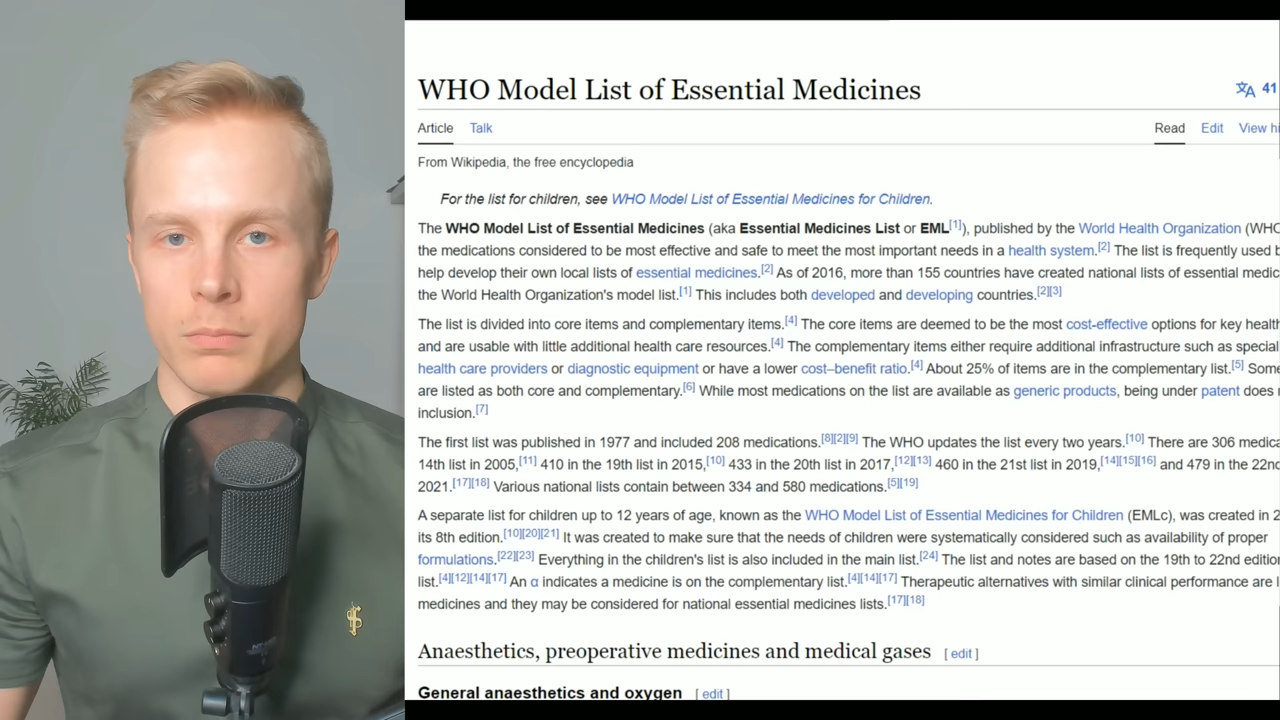 WHO Model List of Essential Medicines
41
Article Talk Read Edit View hi
From Wikipedia, the free encyclopedia
For the list for children, see WHO Model List of Essential Medicines for Children.
The WHO Model List of Essential Medicines (aka Essential Medicines List or EML[1]), published by the World Health Organization (WHO
the medications considered to be most effective and safe to meet the most important needs in a health system.[2] The list is frequently used b
help develop their own local lists of essential medicines.[2] As of 2016, more than 155 countries have created national lists of essential medic
the World Health Organization's model list.[1] This includes both developed and developing countries.[2][3]
The list is divided into core items and complementary items.[4] The core items are deemed to be the most cost-effective options for key health
and are usable with little additional health care resources.[4] The complementary items either require additional infrastructure such as special
health care providers or diagnostic equipment or have a lower cost–benefit ratio.[4] About 25% of items are in the complementary list.[5] Some
are listed as both core and complementary.[6] While most medications on the list are available as generic products, being under patent does n
inclusion.[7]
The first list was published in 1977 and included 208 medications.[8][2][9] The WHO updates the list every two years.[10] There are 306 medica
14th list in 2005,[11] 410 in the 19th list in 2015,[10] 433 in the 20th list in 2017,[12][13] 460 in the 21st list in 2019,[14][15][16] and 479 in the 22nd
2021.[17][18] Various national lists contain between 334 and 580 medications.[5][19]
A separate list for children up to 12 years of age, known as the WHO Model List of Essential Medicines for Children (EMLc), was created in 2
its 8th edition.[10][20][21] It was created to make sure that the needs of children were systematically considered such as availability of proper
formulations.[22][23] Everything in the children's list is also included in the main list.[24] The list and notes are based on the 19th to 22nd edition
list.[4][12][14][17] An α indicates a medicine is on the complementary list.[4][14][17] Therapeutic alternatives with similar clinical performance are l
medicines and they may be considered for national essential medicines lists.[17][18]
Anaesthetics, preoperative medicines and medical gases [ edit ]
General anaesthetics and oxygen [ edit ]